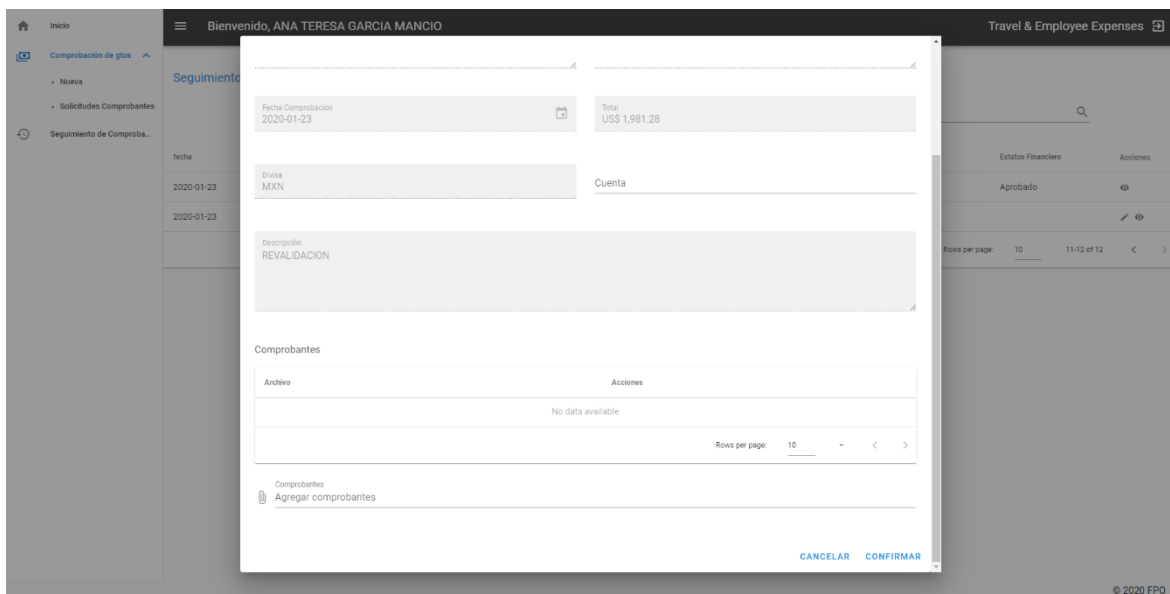 Inicio
Bienvenido, ANA TERESA GARCIA MANCIO
Travel & Employee Expenses
Comprobación de gtos
Nueva
Solicitudes Comprobantes
Seguimiento de Comproba...
Seguimiento
fecha
Estatus Financiero
Acciones
2020-01-23
Aprobado
2020-01-23
Rows per page:
10
11-12 of 12
Fecha Comprobación
2020-01-23
Total
US$ 1,981.28
Divisa
MXN
Cuenta
Descripción
REVALIDACION
Comprobantes
Archivo
Acciones
No data available
Rows per page:
10
–
Comprobantes
Agregar comprobantes
CANCELAR
CONFIRMAR
© 2020 FPO